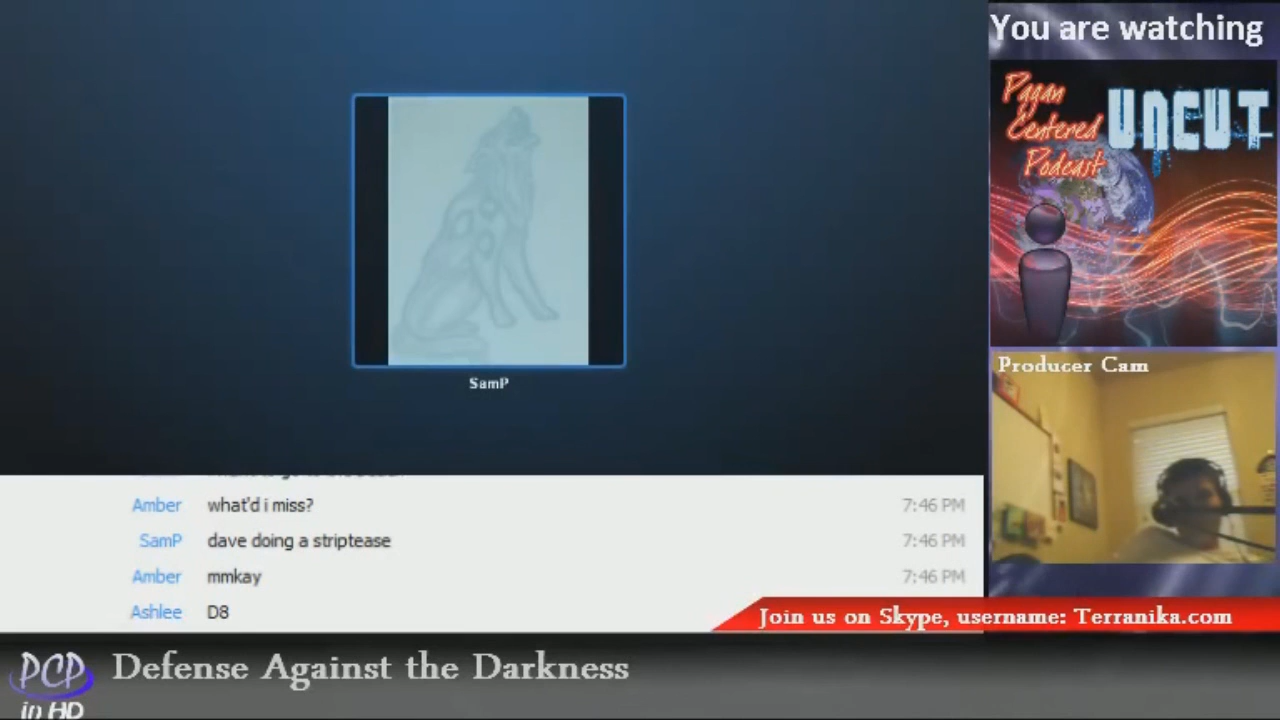 You are watching
Pagan
Centered
Podcast
UNCUT
SamP
Producer Cam
Amber what'd i miss? 7:46 PM
SamP dave doing a striptease 7:46 PM
Amber mmkay 7:46 PM
Ashlee D8
Join us on Skype, username: Terranika.com
PCP
in HD
Defense Against the Darkness